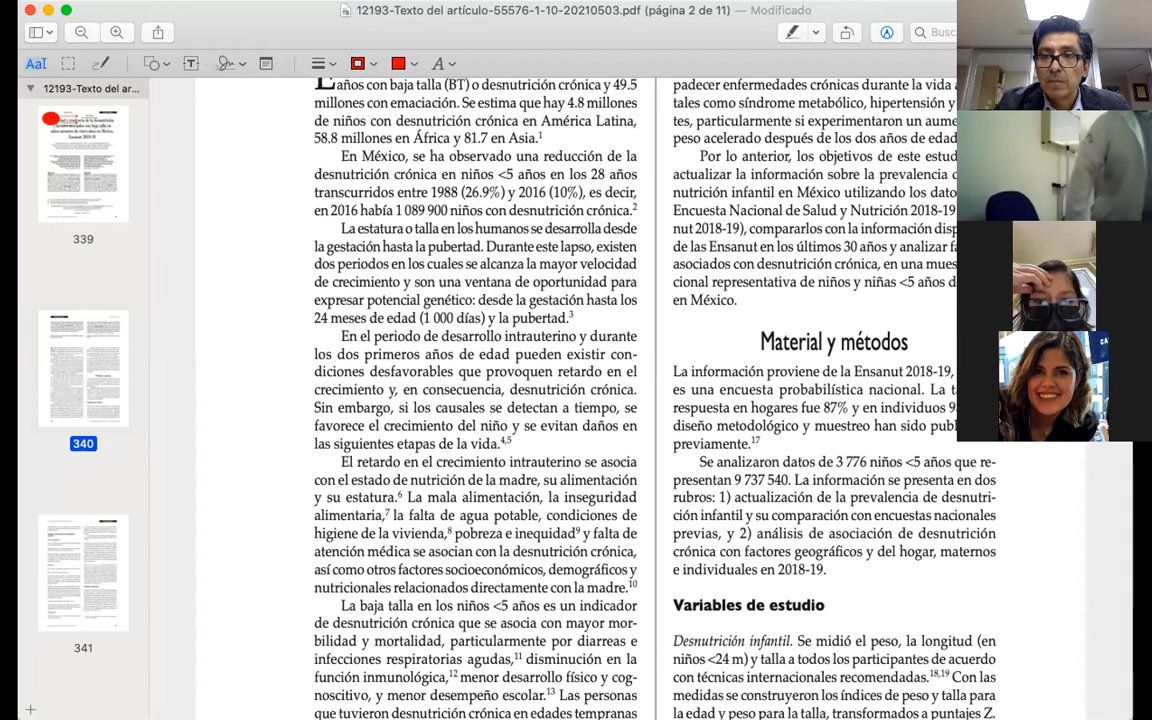 12193-Texto del artículo-55576-1-10-20210503.pdf (página 2 de 11) — Modificado
Busc
12193-Texto del ar...
339
340
341
Eaños con baja talla (BT) o desnutrición crónica y 49.5
millones con emaciación. Se estima que hay 4.8 millones
de niños con desnutrición crónica en América Latina,
58.8 millones en África y 81.7 en Asia.1
En México, se ha observado una reducción de la
desnutrición crónica en niños <5 años en los 28 años
transcurridos entre 1988 (26.9%) y 2016 (10%), es decir,
en 2016 había 1 089 900 niños con desnutrición crónica.2
La estatura o talla en los humanos se desarrolla desde
la gestación hasta la pubertad. Durante este lapso, existen
dos periodos en los cuales se alcanza la mayor velocidad
de crecimiento y son una ventana de oportunidad para
expresar potencial genético: desde la gestación hasta los
24 meses de edad (1 000 días) y la pubertad.3
En el periodo de desarrollo intrauterino y durante
los dos primeros años de edad pueden existir con-
diciones desfavorables que provoquen retardo en el
crecimiento y, en consecuencia, desnutrición crónica.
Sin embargo, si los causales se detectan a tiempo, se
favorece el crecimiento del niño y se evitan daños en
las siguientes etapas de la vida.4,5
El retardo en el crecimiento intrauterino se asocia
con el estado de nutrición de la madre, su alimentación
y su estatura.6 La mala alimentación, la inseguridad
alimentaria,7 la falta de agua potable, condiciones de
higiene de la vivienda,8 pobreza e inequidad9 y falta de
atención médica se asocian con la desnutrición crónica,
así como otros factores socioeconómicos, demográficos y
nutricionales relacionados directamente con la madre.10
La baja talla en los niños <5 años es un indicador
de desnutrición crónica que se asocia con mayor mor-
bilidad y mortalidad, particularmente por diarreas e
infecciones respiratorias agudas,11 disminución en la
función inmunológica,12 menor desarrollo físico y cog-
noscitivo, y menor desempeño escolar.13 Las personas
que tuvieron desnutrición crónica en edades tempranas
padecer enfermedades crónicas durante la vida a
tales como síndrome metabólico, hipertensión y
tes, particularmente si experimentaron un aume
peso acelerado después de los dos años de edad
Por lo anterior, los objetivos de este estud
actualizar la información sobre la prevalencia d
nutrición infantil en México utilizando los dato
Encuesta Nacional de Salud y Nutrición 2018-19
nut 2018-19), compararlos con la información disp
de las Ensanut en los últimos 30 años y analizar fa
asociados con desnutrición crónica, en una mues
cional representativa de niños y niñas <5 años d
en México.
Material y métodos
La información proviene de la Ensanut 2018-19,
es una encuesta probabilística nacional. La ta
respuesta en hogares fue 87% y en individuos 9
diseño metodológico y muestreo han sido publ
previamente.17
Se analizaron datos de 3 776 niños <5 años que re-
presentan 9 737 540. La información se presenta en dos
rubros: 1) actualización de la prevalencia de desnutri-
ción infantil y su comparación con encuestas nacionales
previas, y 2) análisis de asociación de desnutrición
crónica con factores geográficos y del hogar, maternos
e individuales en 2018-19.
Variables de estudio
Desnutrición infantil. Se midió el peso, la longitud (en
niños <24 m) y talla a todos los participantes de acuerdo
con técnicas internacionales recomendadas.18,19 Con las
medidas se construyeron los índices de peso y talla para
la edad y peso para la talla, transformados a puntajes Z.